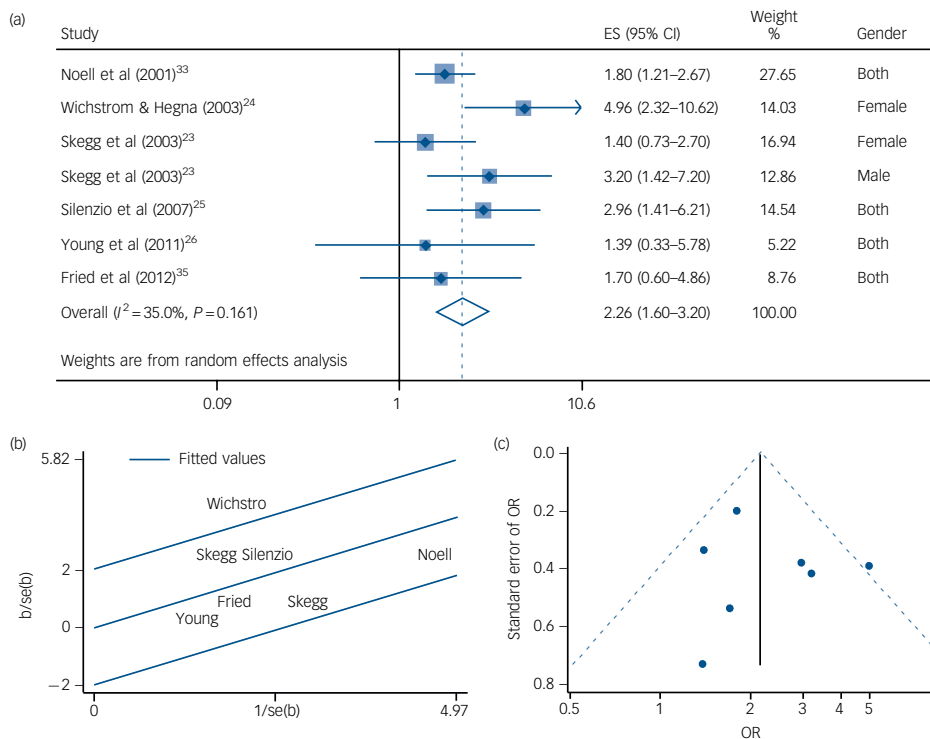 (a)
Study ES (95% CI) Weight % Gender
Noell et al (2001)33 1.80 (1.21–2.67) 27.65 Both
Wichstrom & Hegna (2003)24 4.96 (2.32–10.62) 14.03 Female
Skegg et al (2003)23 1.40 (0.73–2.70) 16.94 Female
Skegg et al (2003)23 3.20 (1.42–7.20) 12.86 Male
Silenzio et al (2007)25 2.96 (1.41–6.21) 14.54 Both
Young et al (2011)26 1.39 (0.33–5.78) 5.22 Both
Fried et al (2012)35 1.70 (0.60–4.86) 8.76 Both
Overall (I2 = 35.0%, P = 0.161) 2.26 (1.60–3.20) 100.00
Weights are from random effects analysis
0.09 1 10.6
(b)
5.82
Fitted values
Wichstro
2
Skegg Silenzio
Noell
b/se(b)
Fried
Skegg
0
Young
−2
0 1/se(b) 4.97
(c)
0.0
0.2
0.4
0.6
0.8
Standard error of OR
0.5 1 2 3 4 5
OR